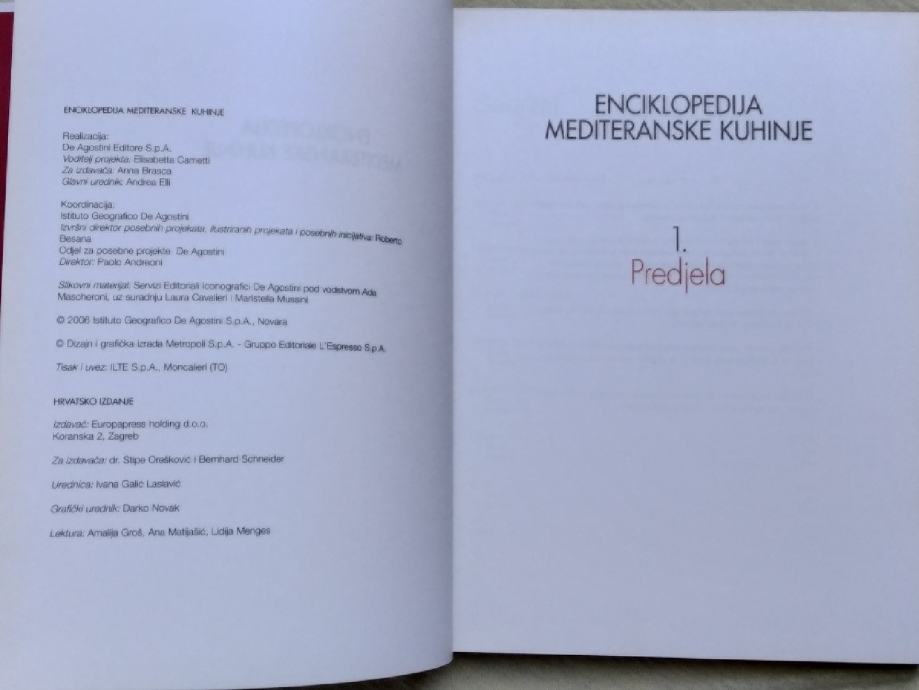 ENCIKLOPEDIJA MEDITERANSKE KUHINJE
Realizacija:
De Agostini Editore S.p.A.
Voditelj projekta: Elisabetta Cametti
Za izdavača: Anna Brasca
Glavni urednik: Andrea Elli
Koordinacija:
Istituto Geografico De Agostini
Izvršni direktor posebnih projekata, ilustriranih projekata i posebnih inicijativa: Roberto
Besana
Odjel za posebne projekte De Agostini
Direktor: Paolo Andreoni
Slikovni materijal: Servizi Editoriali Iconografici De Agostini pod vodstvom Ada
Mascheroni, uz suradnju Laura Cavalieri i Maristella Mussini
© 2006 Istituto Geografico De Agostini S.p.A., Novara
© Dizajn i grafička izrada Metropoli S.p.A. - Gruppo Editoriale L'Espresso S.p.A.
Tisak i uvez: ILTE S.p.A., Moncalieri (TO)
HRVATSKO IZDANJE
Izdavač: Europapress holding d.o.o.
Koranska 2, Zagreb
Za izdavača: dr. Stipe Orešković i Bernhard Schneider
Urednica: Ivana Galić Laslavić
Grafički urednik: Darko Novak
Lektura: Amalija Groš, Ana Matijašić, Lidija Menges
ENCIKLOPEDIJA
MEDITERANSKE KUHINJE
1.
Predjela